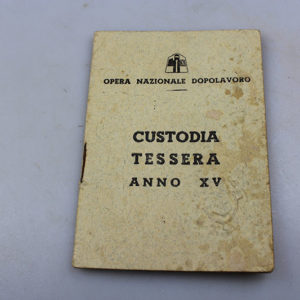 OPERA NAZIONALE DOPOLAVORO
CUSTODIA
TESSERA
ANNO XV